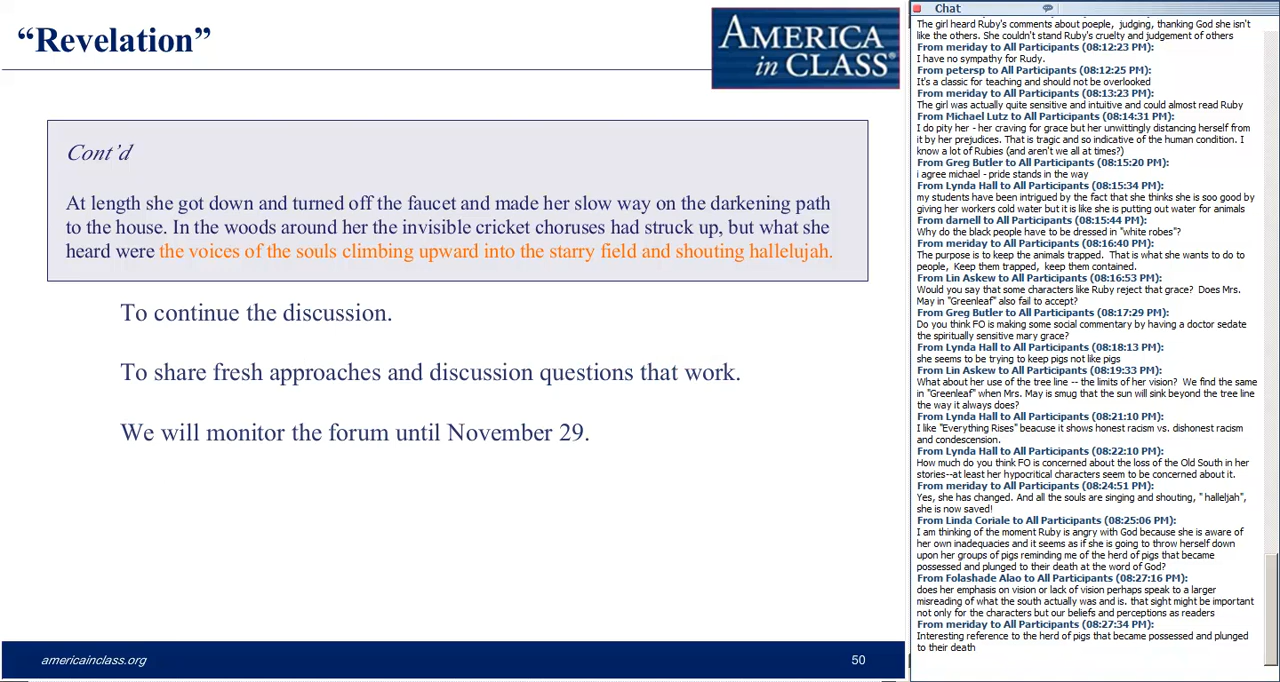 “Revelation”
AMERICA
in CLASS®
Cont’d
At length she got down and turned off the faucet and made her slow way on the darkening path
to the house. In the woods around her the invisible cricket choruses had struck up, but what she
heard were the voices of the souls climbing upward into the starry field and shouting hallelujah.
To continue the discussion.
To share fresh approaches and discussion questions that work.
We will monitor the forum until November 29.
americainclass.org
50
Chat
The girl heard Ruby's comments about poeple, judging, thanking God she isn't
like the others. She couldn't stand Ruby's cruelty and judgement of others
From meriday to All Participants (08:12:23 PM):
I have no sympathy for Rudy.
From petersp to All Participants (08:12:25 PM):
It's a classic for teaching and should not be overlooked
From meriday to All Participants (08:13:23 PM):
The girl was actually quite sensitive and intuitive and could almost read Ruby
From Michael Lutz to All Participants (08:14:31 PM):
I do pity her - her craving for grace but her unwittingly distancing herself from
it by her prejudices. That is tragic and so indicative of the human condition. I
know a lot of Rubies (and aren't we all at times?)
From Greg Butler to All Participants (08:15:20 PM):
i agree michael - pride stands in the way
From Lynda Hall to All Participants (08:15:34 PM):
my students have been intrigued by the fact that she thinks she is soo good by
giving her workers cold water but it is like she is putting out water for animals
From darnell to All Participants (08:15:44 PM):
Why do the black people have to be dressed in "white robes"?
From meriday to All Participants (08:16:40 PM):
The purpose is to keep the animals trapped. That is what she wants to do to
people, Keep them trapped, keep them contained.
From Lin Askew to All Participants (08:16:53 PM):
Would you say that some characters like Ruby reject that grace? Does Mrs.
May in "Greenleaf" also fail to accept?
From Greg Butler to All Participants (08:17:29 PM):
Do you think FO is making some social commentary by having a doctor sedate
the spiritually sensitive mary grace?
From Lynda Hall to All Participants (08:18:13 PM):
she seems to be trying to keep pigs not like pigs
From Lin Askew to All Participants (08:19:33 PM):
What about her use of the tree line -- the limits of her vision? We find the same
in "Greenleaf" when Mrs. May is smug that the sun will sink beyond the tree line
the way it always does?
From Lynda Hall to All Participants (08:21:10 PM):
I like "Everything Rises" beacuse it shows honest racism vs. dishonest racism
and condescension.
From Lynda Hall to All Participants (08:22:10 PM):
How much do you think FO is concerned about the loss of the Old South in her
stories--at least her hypocritical characters seem to be concerned about it.
From meriday to All Participants (08:24:51 PM):
Yes, she has changed. And all the souls are singing and shouting, " halleljah",
she is now saved!
From Linda Coriale to All Participants (08:25:06 PM):
I am thinking of the moment Ruby is angry with God because she is aware of
her own inadequacies and it seems as if she is going to throw herself down
upon her groups of pigs reminding me of the herd of pigs that became
possessed and plunged to their death at the word of God?
From Folashade Alao to All Participants (08:27:16 PM):
does her emphasis on vision or lack of vision perhaps speak to a larger
misreading of what the south actually was and is. that sight might be important
not only for the characters but our beliefs and perceptions as readers
From meriday to All Participants (08:27:34 PM):
Interesting reference to the herd of pigs that became possessed and plunged
to their death